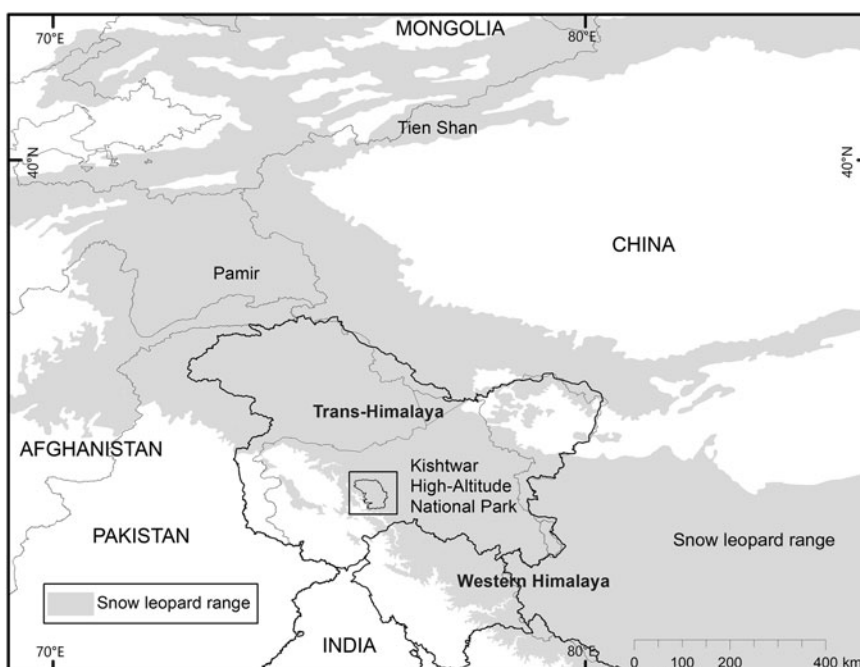 70°E
MONGOLIA
80°E
Tien Shan
40°N
40°N
CHINA
Pamir
Trans-Himalaya
AFGHANISTAN
Kishtwar
High-Altitude
National Park
PAKISTAN
Snow leopard range
Western Himalaya
Snow leopard range
INDIA
70°E
80°E
0 100 200 400 km